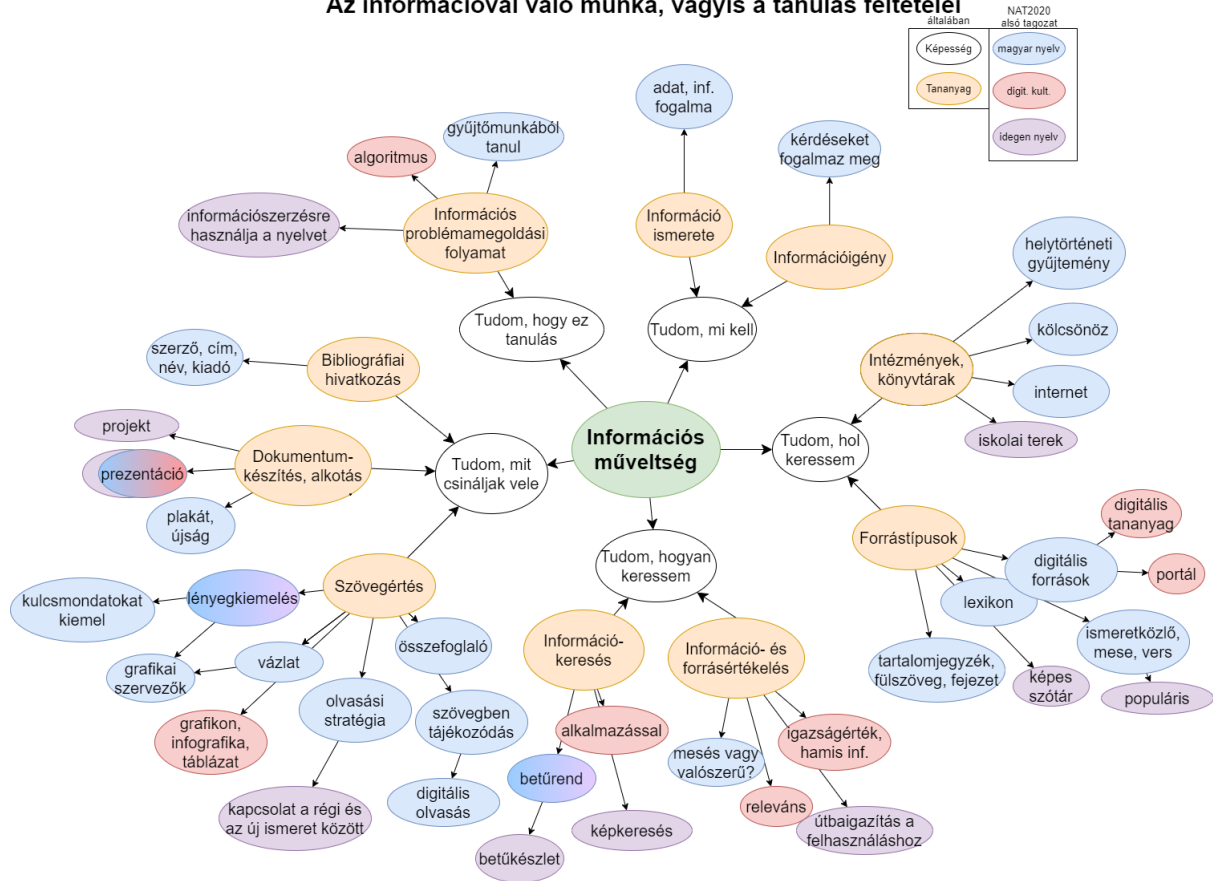 Az információval való munka, vagyis a tanulás feltételei
általában
NAT2020
alsó tagozat
Képesség
magyar nyelv
Tananyag
digit. kult.
idegen nyelv
adat, inf.
fogalma
gyűjtőmunkából
tanul
algoritmus
kérdéseket
fogalmaz meg
információszerzésre
használja a nyelvet
Információs
problémamegoldási
folyamat
Információ
ismerete
Információigény
helytörténeti
gyűjtemény
Tudom, hogy ez
tanulás
Tudom, mi kell
kölcsönöz
szerző, cím,
név, kiadó
Bibliográfiai
hivatkozás
Intézmények,
könyvtárak
internet
iskolai terek
projekt
prezentáció
plakát,
újság
Dokumentum-
készítés, alkotás
Tudom, mit
csináljak vele
Információs
műveltség
Tudom, hol
keressem
Forrástípusok
digitális
tananyag
digitális
források
portál
lexikon
Tudom, hogyan
keressem
kulcsmondatokat
kiemel
lényegkiemelés
Szövegértés
összefoglaló
Információ-
keresés
Információ- és
forrásértékelés
tartalomjegyzék,
fülszöveg, fejezet
képes
szótár
ismeretközlő,
mese, vers
populáris
grafikai
szervezők
vázlat
olvasási
stratégia
szövegben
tájékozódás
grafikon,
infografika,
táblázat
alkalmazással
igazságérték,
hamis inf.
mesés vagy
valószerű?
betűrend
digitális
olvasás
releváns
kapcsolat a régi és
az új ismeret között
betűkészlet
képkeresés
útbaigazítás a
felhasználáshoz